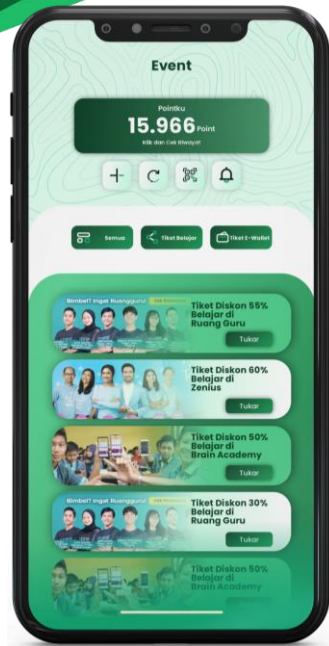 Event
Pointku
15.966 Point
Klik dan Cek Riwayat
Semua
Tiket Belajar
Tiket E-Wallet
Bimbel? Ingat Ruangguru!
Tiket Diskon 55%
Belajar di
Ruang Guru
Tukar
Tiket Diskon 60%
Belajar di
Zenius
Tukar
Tiket Diskon 50%
Belajar di
Brain Academy
Tukar
Bimbel? Ingat Ruangguru!
Tiket Diskon 30%
Belajar di
Ruang Guru
Tukar
Tiket Diskon 50%
Belajar di
Brain Academy
Tukar